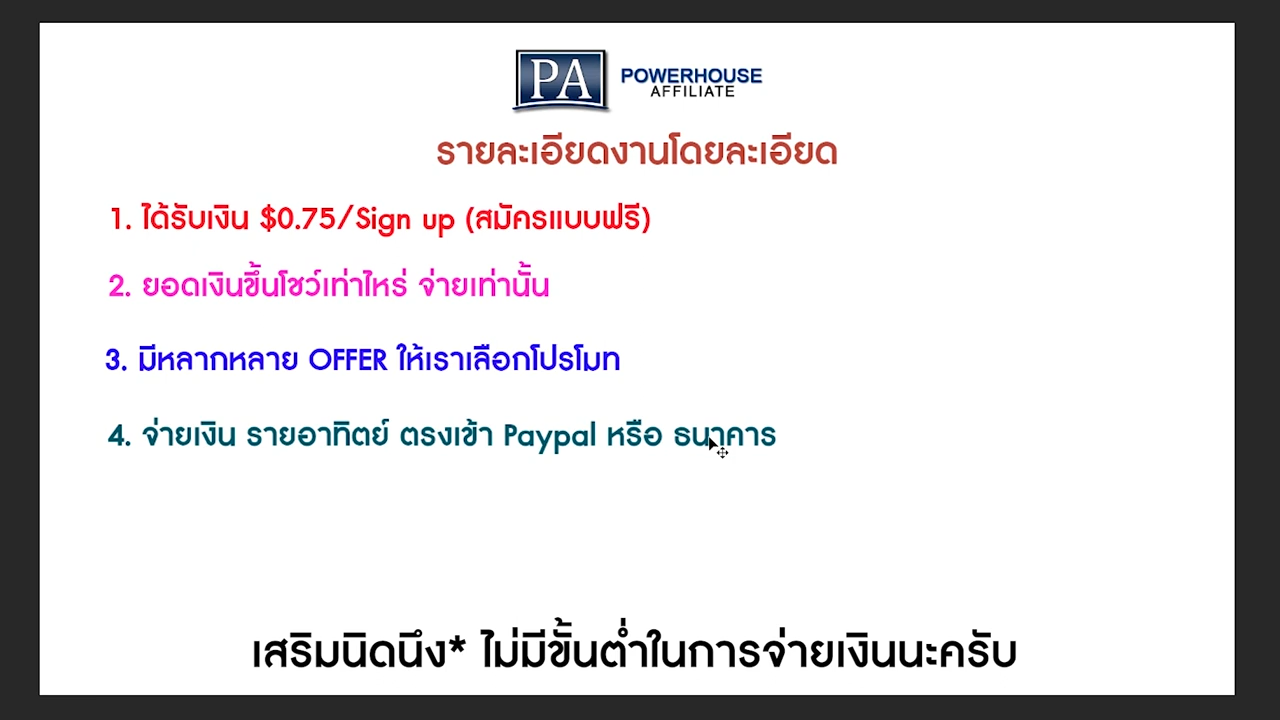 PA POWERHOUSE
AFFILIATE
รายละเอียดงานโดยละเอียด
1. ได้รับเงิน $0.75/Sign up (สมัครแบบฟรี)
2. ยอดเงินขึ้นโชว์เท่าไหร่ จ่ายเท่านั้น
3. มีหลากหลาย OFFER ให้เราเลือกโปรโมท
4. จ่ายเงิน รายอาทิตย์ ตรงเข้า Paypal หรือ ธนาคาร
เสริมนิดนึง* ไม่มีขั้นต่ำในการจ่ายเงินนะครับ